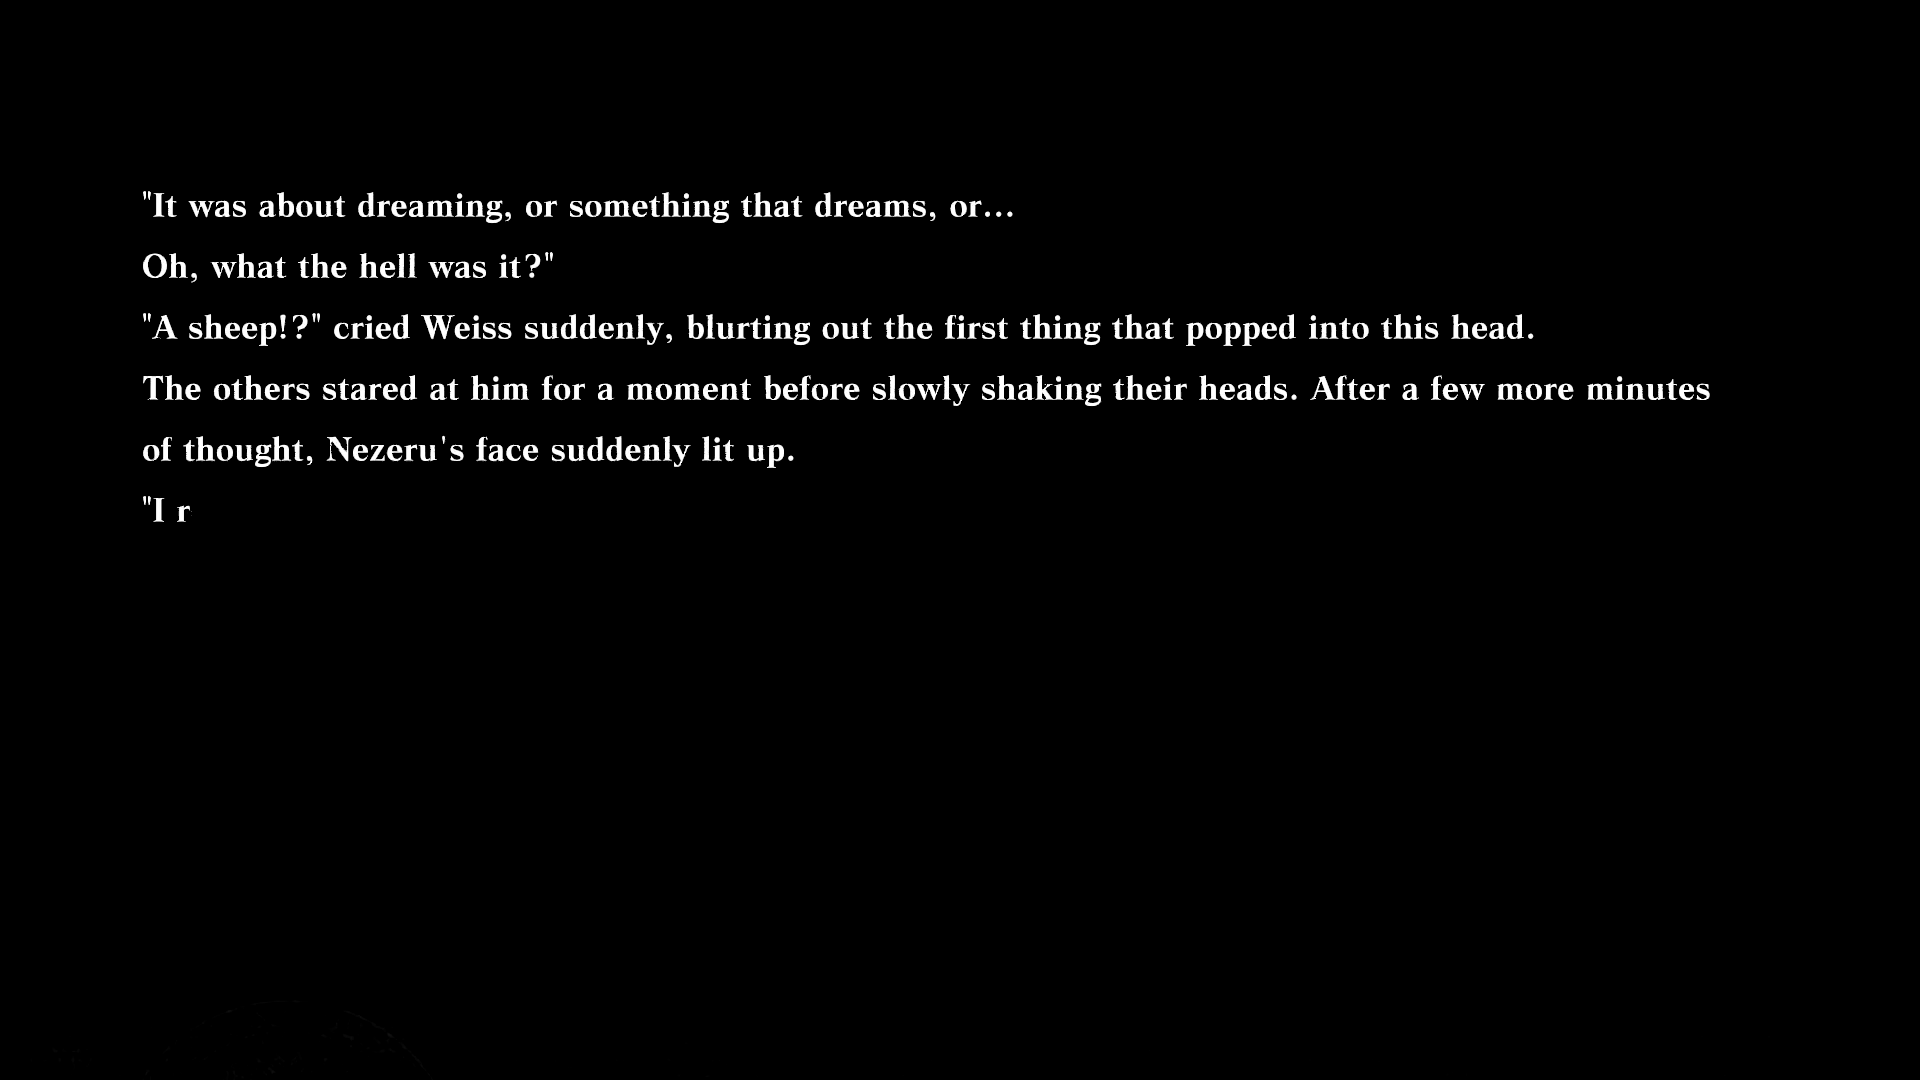 "It was about dreaming, or something that dreams, or...
Oh, what the hell was it?"
"A sheep!?" cried Weiss suddenly, blurting out the first thing that popped into this head.
The others stared at him for a moment before slowly shaking their heads. After a few more minutes
of thought, Nezeru's face suddenly lit up.
"I r